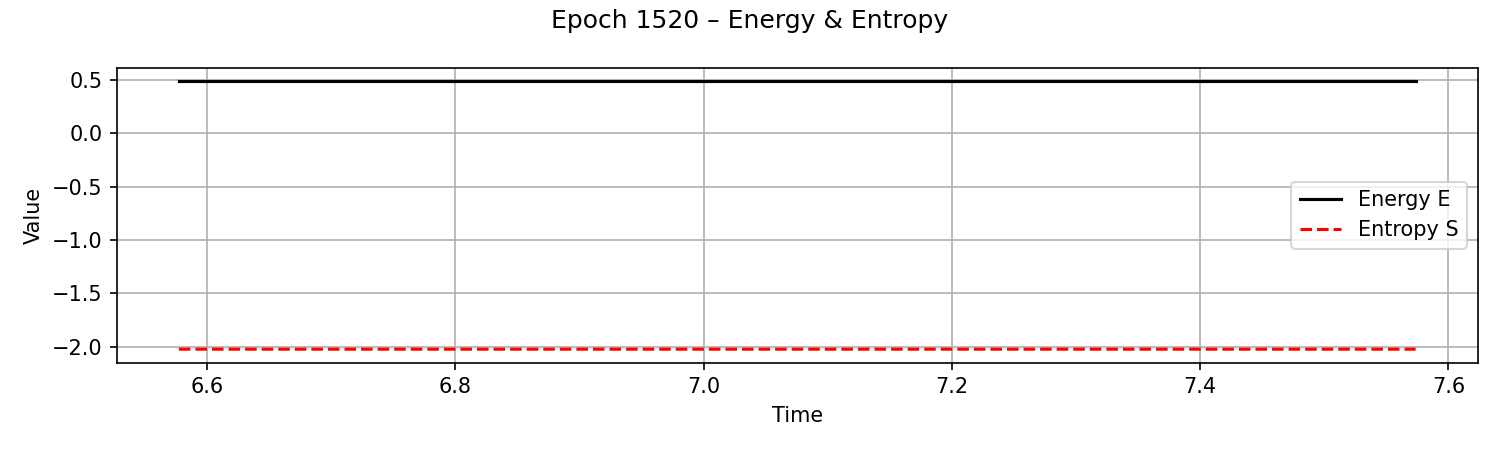 Epoch 1520 – Energy & Entropy
Value
0.5
0.0
−0.5
−1.0
−1.5
−2.0
Energy E
Entropy S
6.6 6.8 7.0 7.2 7.4 7.6
Time